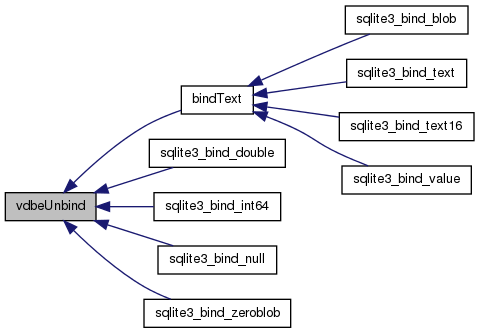 sqlite3_bind_blob
sqlite3_bind_text
bindText
sqlite3_bind_text16
sqlite3_bind_double
sqlite3_bind_value
vdbeUnbind
sqlite3_bind_int64
sqlite3_bind_null
sqlite3_bind_zeroblob